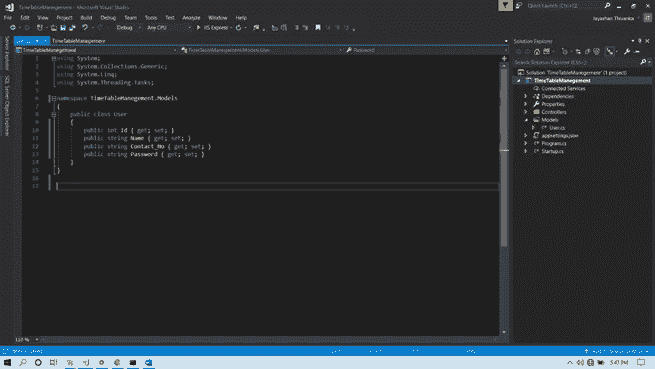 TimeTableManagement - Microsoft Visual Studio
Quick Launch (Ctrl+Q)
File Edit View Project Build Debug Team Tools Test Analyze Window Help
Jayashan Thivanka
Debug Any CPU IIS Express
TimeTableManagement
TimeTableManagement
TimeTableManegement.Models.User
Password
Server Explorer
SQL Server Object Explorer
1 using System;
2 using System.Collections.Generic;
3 using System.Linq;
4 using System.Threading.Tasks;
5
6 namespace TimeTableManegement.Models
7 {
8 public class User
9 {
10 public int Id { get; set; }
11 public string Name { get; set; }
12 public string Contact_No { get; set; }
13 public string Password { get; set; }
14 }
15 }
16
17
Solution Explorer
Search Solution Explorer (Ctrl+;)
Solution 'TimeTableManagement' (1 project)
TimeTableManagement
Connected Services
Dependencies
Properties
Controllers
Models
User.cs
appsettings.json
Program.cs
Startup.cs
110 %
5:47 PM